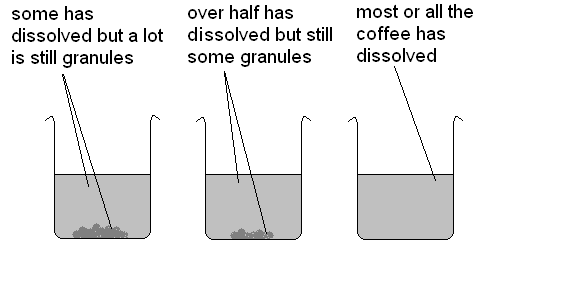 some has
dissolved but a lot
is still granules
over half has
dissolved but still
some granules
most or all the
coffee has
dissolved